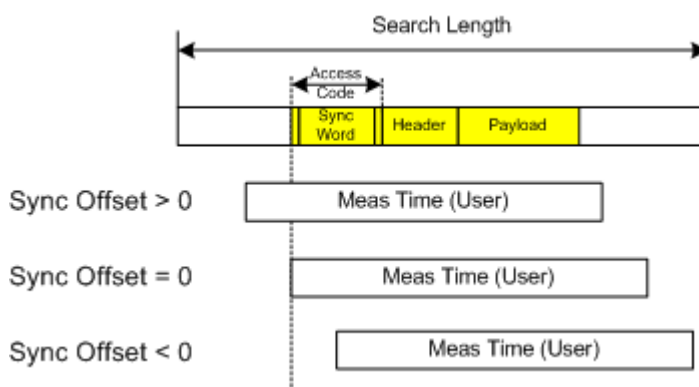 Search Length
Access
Code
Sync
Word
Header
Payload
Sync Offset > 0
Meas Time (User)
Sync Offset = 0
Meas Time (User)
Sync Offset < 0
Meas Time (User)